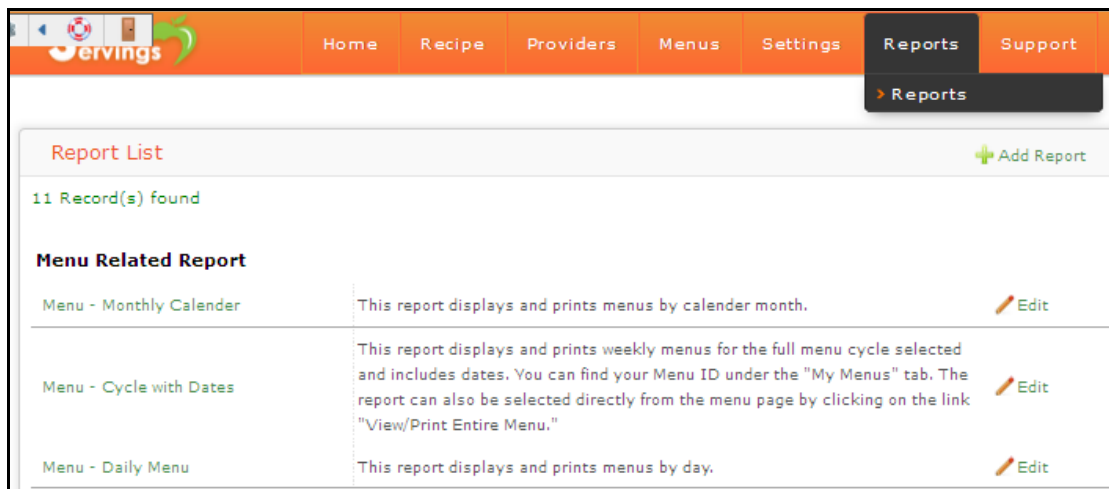 Servings
Home Recipe Providers Menus Settings Reports Support
Reports
Report List Add Report
11 Record(s) found
Menu Related Report
Menu - Monthly Calender This report displays and prints menus by calender month. Edit
This report displays and prints weekly menus for the full menu cycle selected
and includes dates. You can find your Menu ID under the "My Menus" tab. The
Menu - Cycle with Dates Edit
report can also be selected directly from the menu page by clicking on the link
"View/Print Entire Menu."
Menu - Daily Menu This report displays and prints menus by day. Edit